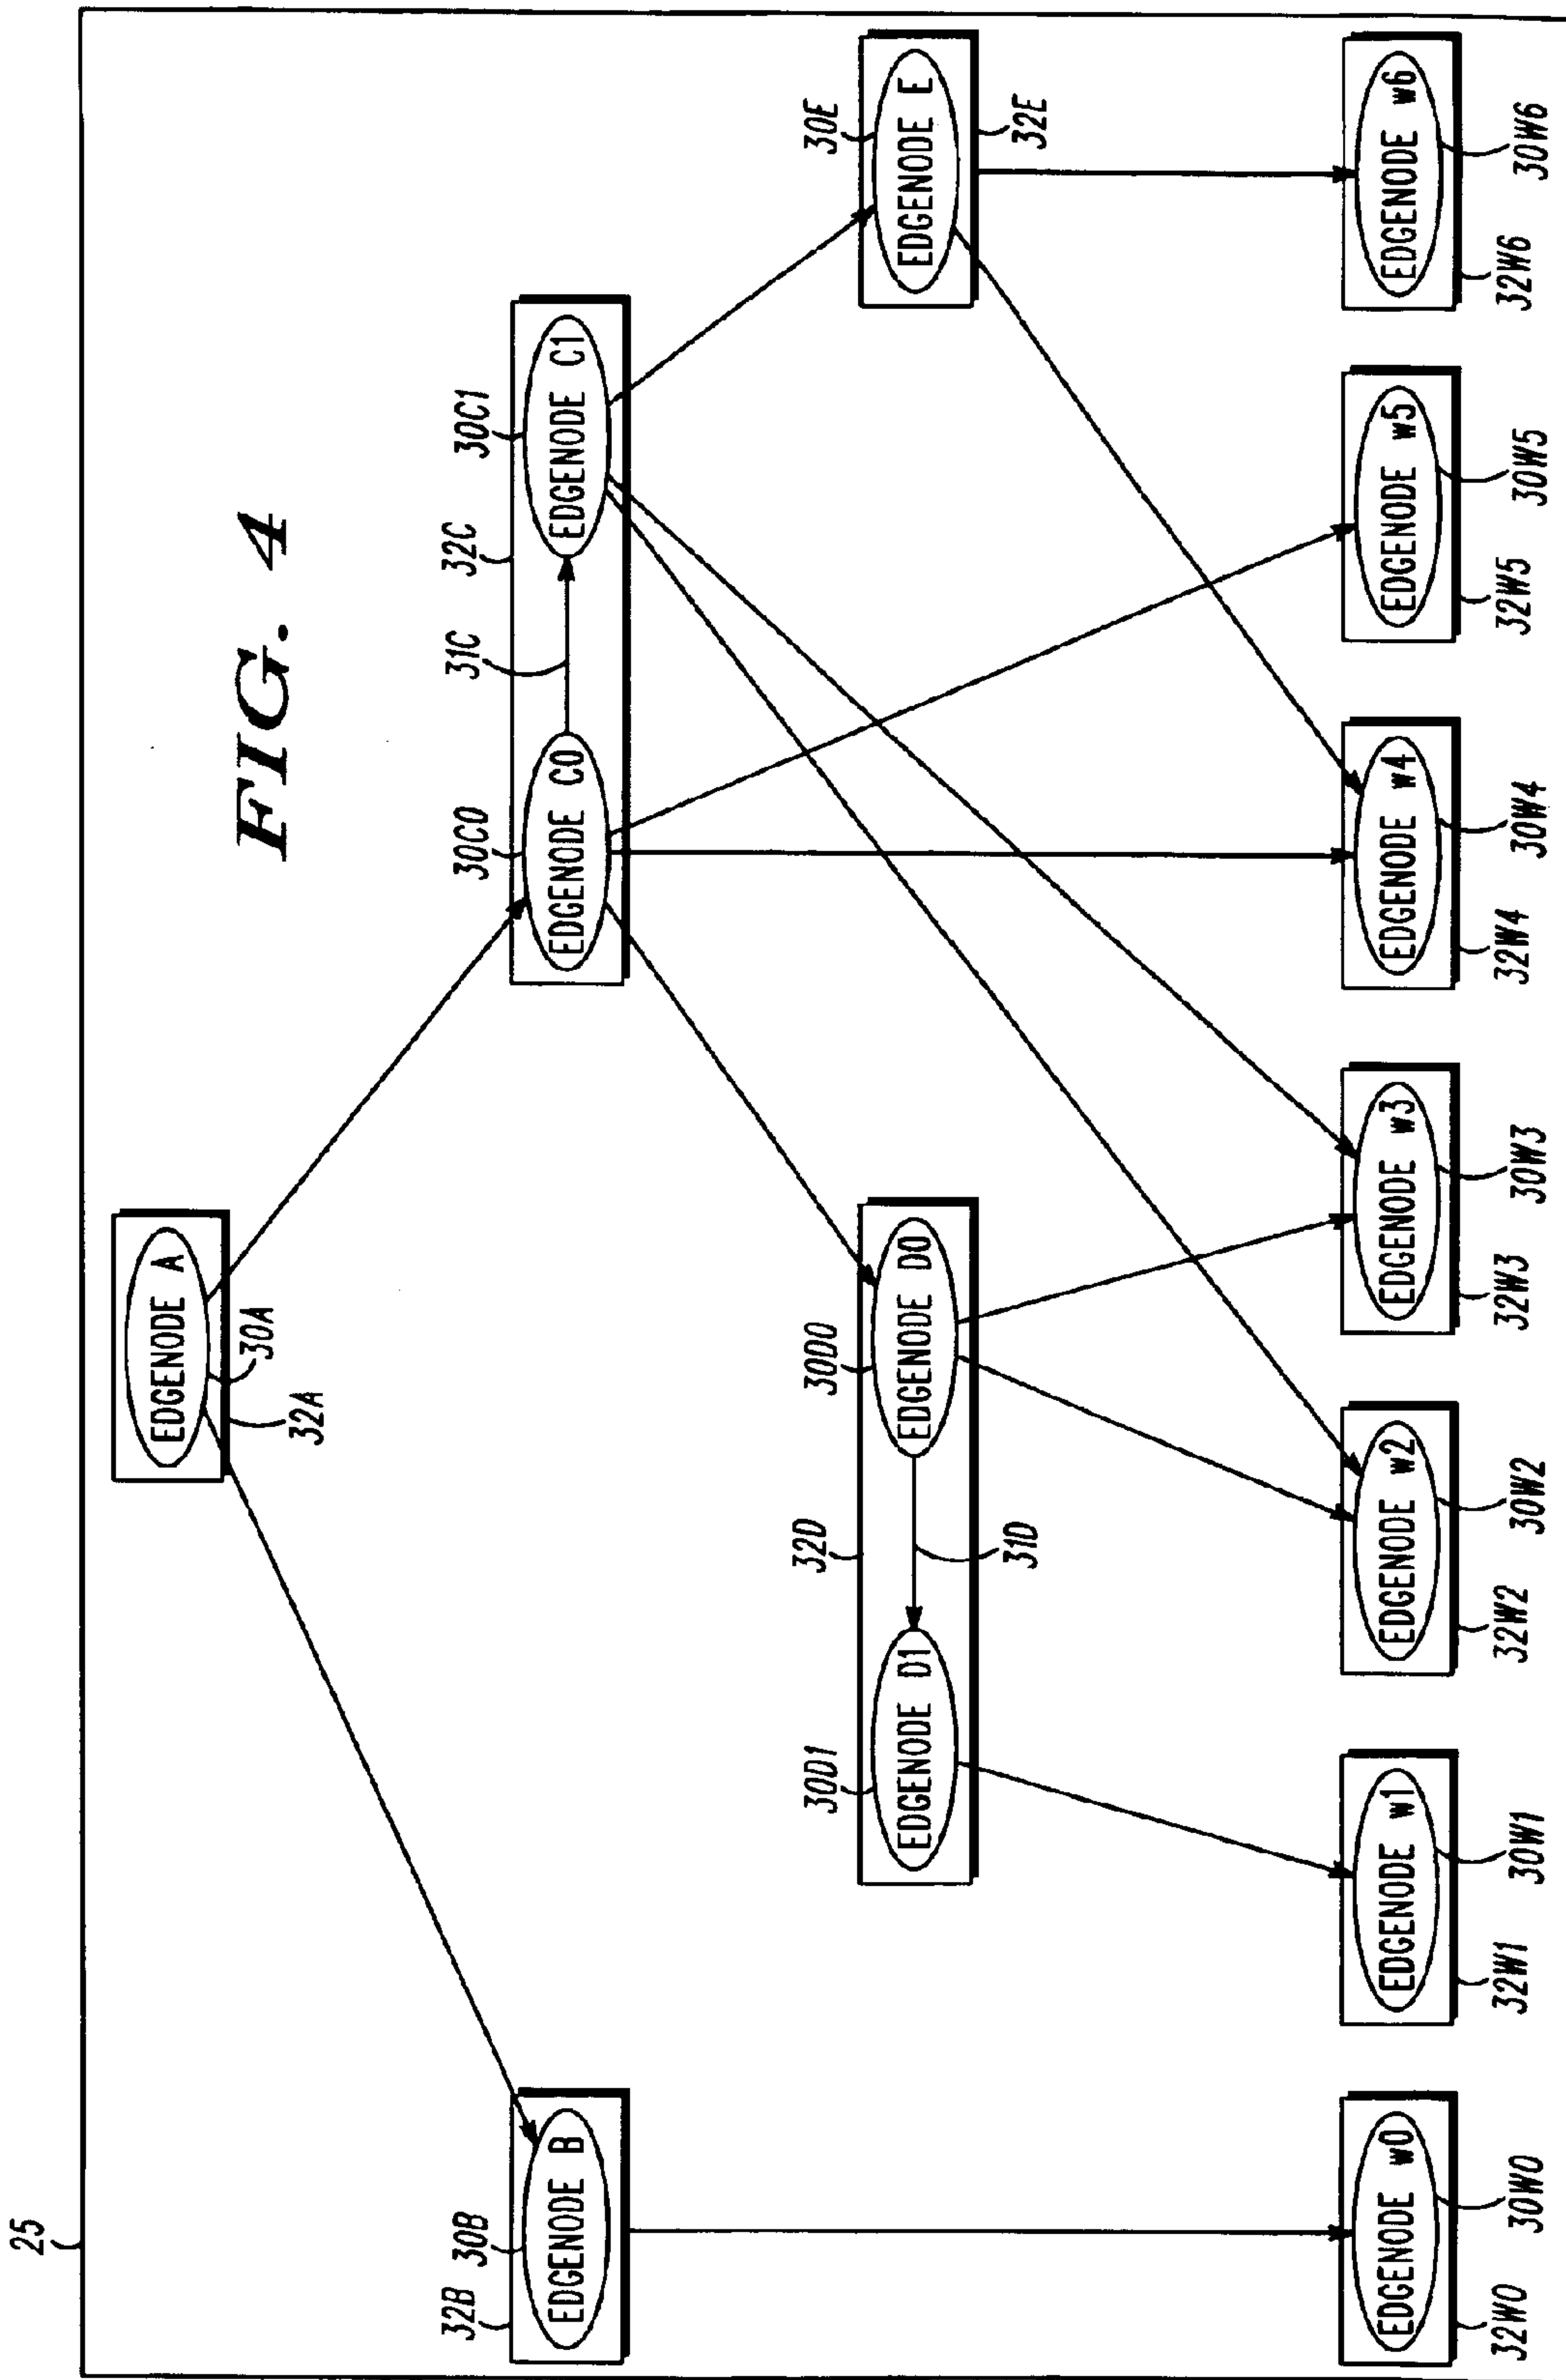 25
FIG. 4
EDGENODE A
30A
32A
32B
30B
EDGENODE B
30C0
31C
32C
30C1
EDGENODE C0
EDGENODE C1
30D1
32D
30D0
EDGENODE D1
EDGENODE D0
31D
30E
EDGENODE E
32E
EDGENODE w0
EDGENODE w1
EDGENODE w2
EDGENODE w3
EDGENODE w4
EDGENODE w5
EDGENODE w6
32W0
30W0
32W1
30W1
32W2
30W2
32W3
30W3
32W4
30W4
32W5
30W5
32W6
30W6